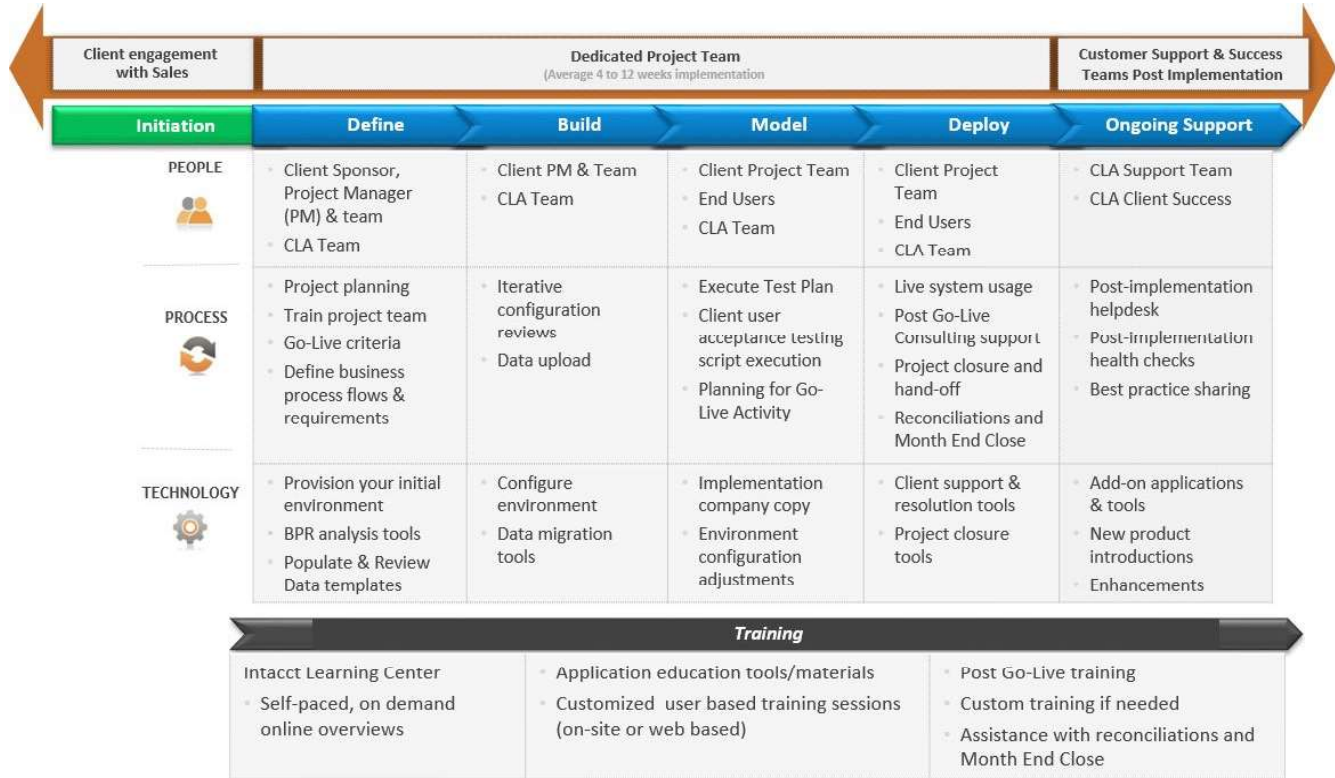 Client engagement
with Sales
Dedicated Project Team
(Average 4 to 12 weeks implementation
Customer Support & Success
Teams Post Implementation
Initiation
Define
Build
Model
Deploy
Ongoing Support
PEOPLE
Client Sponsor,
Project Manager
(PM) & team
CLA Team
Client PM & Team
CLA Team
Client Project Team
End Users
CLA Team
Client Project
Team
End Users
CLA Team
CLA Support Team
CLA Client Success
PROCESS
Project planning
Train project team
Go-Live criteria
Define business
process flows &
requirements
Iterative
configuration
reviews
Data upload
Execute Test Plan
Client user
acceptance testing
script execution
Planning for Go-
Live Activity
Live system usage
Post Go-Live
Consulting support
Project closure and
hand-off
Reconciliations and
Month End Close
Post-implementation
helpdesk
Post-implementation
health checks
Best practice sharing
TECHNOLOGY
Provision your initial
environment
BPR analysis tools
Populate & Review
Data templates
Configure
environment
Data migration
tools
Implementation
company copy
Environment
configuration
adjustments
Client support &
resolution tools
Project closure
tools
Add-on applications
& tools
New product
introductions
Enhancements
Training
Intacct Learning Center
Self-paced, on demand
online overviews
Application education tools/materials
Customized user based training sessions
(on-site or web based)
Post Go-Live training
Custom training if needed
Assistance with reconciliations and
Month End Close